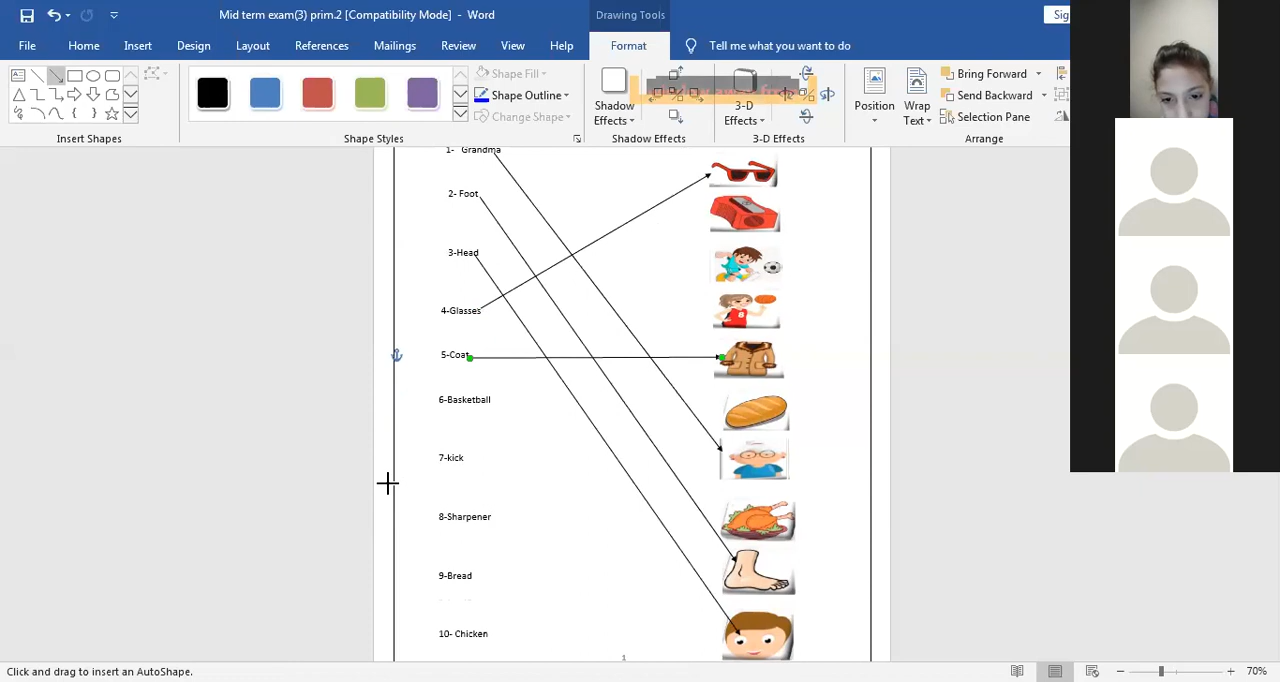 Mid term exam(3) prim.2 [Compatibility Mode] - Word
Drawing Tools
Sig
File Home Insert Design Layout References Mailings Review View Help Format Tell me what you want to do
Shape Fill
Shape Outline
Change Shape
Shadow Effects
3-D Effects
Position
Wrap Text
Bring Forward
Send Backward
Selection Pane
Insert Shapes
Shape Styles
Shadow Effects
3-D Effects
Arrange
1- Grandma
2- Foot
3-Head
4-Glasses
5-Coat
6-Basketball
7-kick
8-Sharpener
9-Bread
10- Chicken
1
Click and drag to insert an AutoShape.
70%